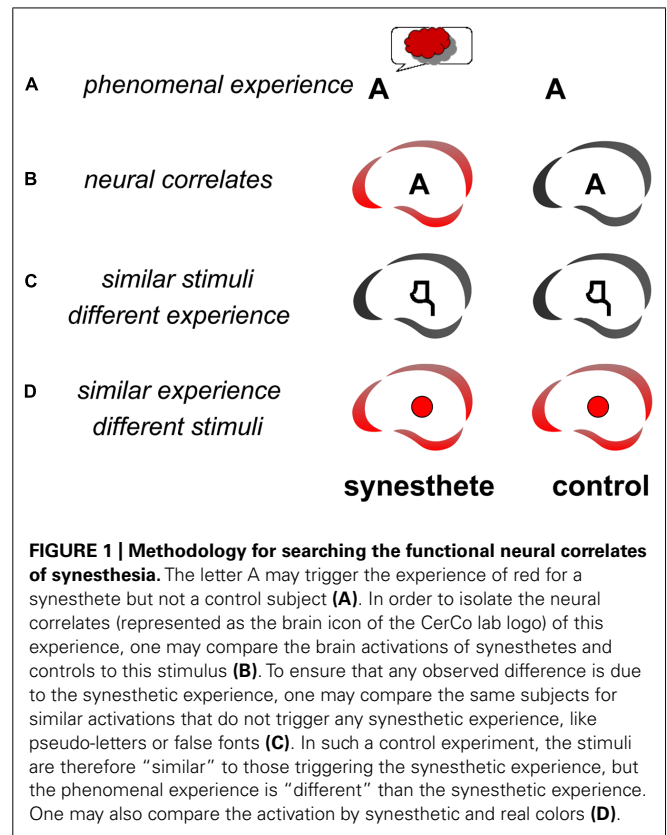 A phenomenal experience A A
B neural correlates A A
C similar stimuli
different experience
D similar experience
different stimuli
synesthete control
FIGURE 1 | Methodology for searching the functional neural correlates
of synesthesia. The letter A may trigger the experience of red for a
synesthete but not a control subject (A). In order to isolate the neural
correlates (represented as the brain icon of the CerCo lab logo) of this
experience, one may compare the brain activations of synesthetes and
controls to this stimulus (B). To ensure that any observed difference is due
to the synesthetic experience, one may compare the same subjects for
similar activations that do not trigger any synesthetic experience, like
pseudo-letters or false fonts (C). In such a control experiment, the stimuli
are therefore “similar” to those triggering the synesthetic experience, but
the phenomenal experience is “different” than the synesthetic experience.
One may also compare the activation by synesthetic and real colors (D).